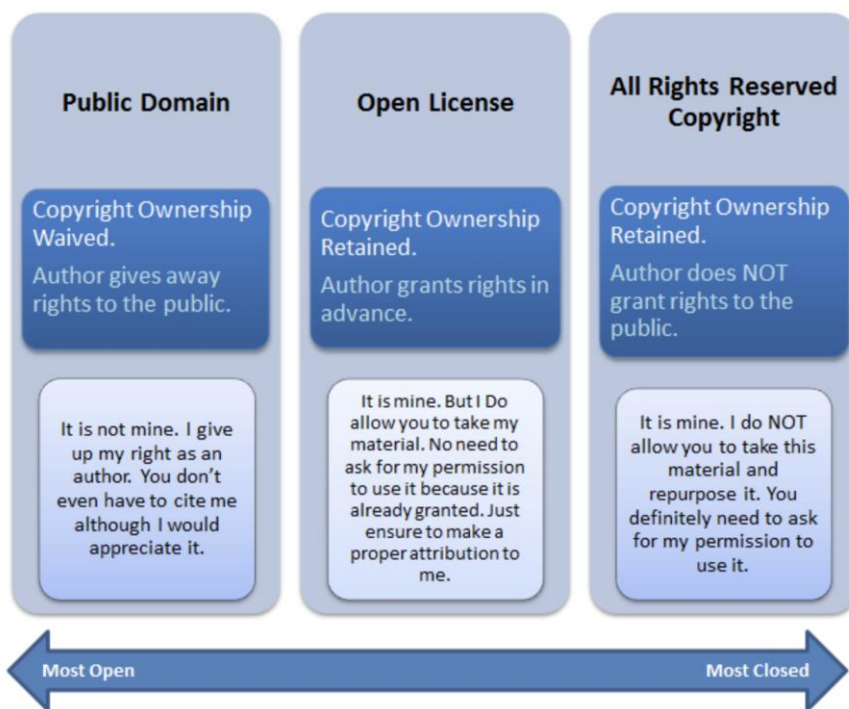 Public Domain
Copyright Ownership
Waived.
Author gives away
rights to the public.
It is not mine. I give
up my right as an
author. You don't
even have to cite me
although I would
appreciate it.
Open License
Copyright Ownership
Retained.
Author grants rights in
advance.
It is mine. But I Do
allow you to take my
material. No need to
ask for my permission
to use it because it is
already granted. Just
ensure to make a
proper attribution to
me.
All Rights Reserved
Copyright
Copyright Ownership
Retained.
Author does NOT
grant rights to the
public.
It is mine. I do NOT
allow you to take this
material and
repurpose it. You
definitely need to ask
for my permission to
use it.
Most Open
Most Closed